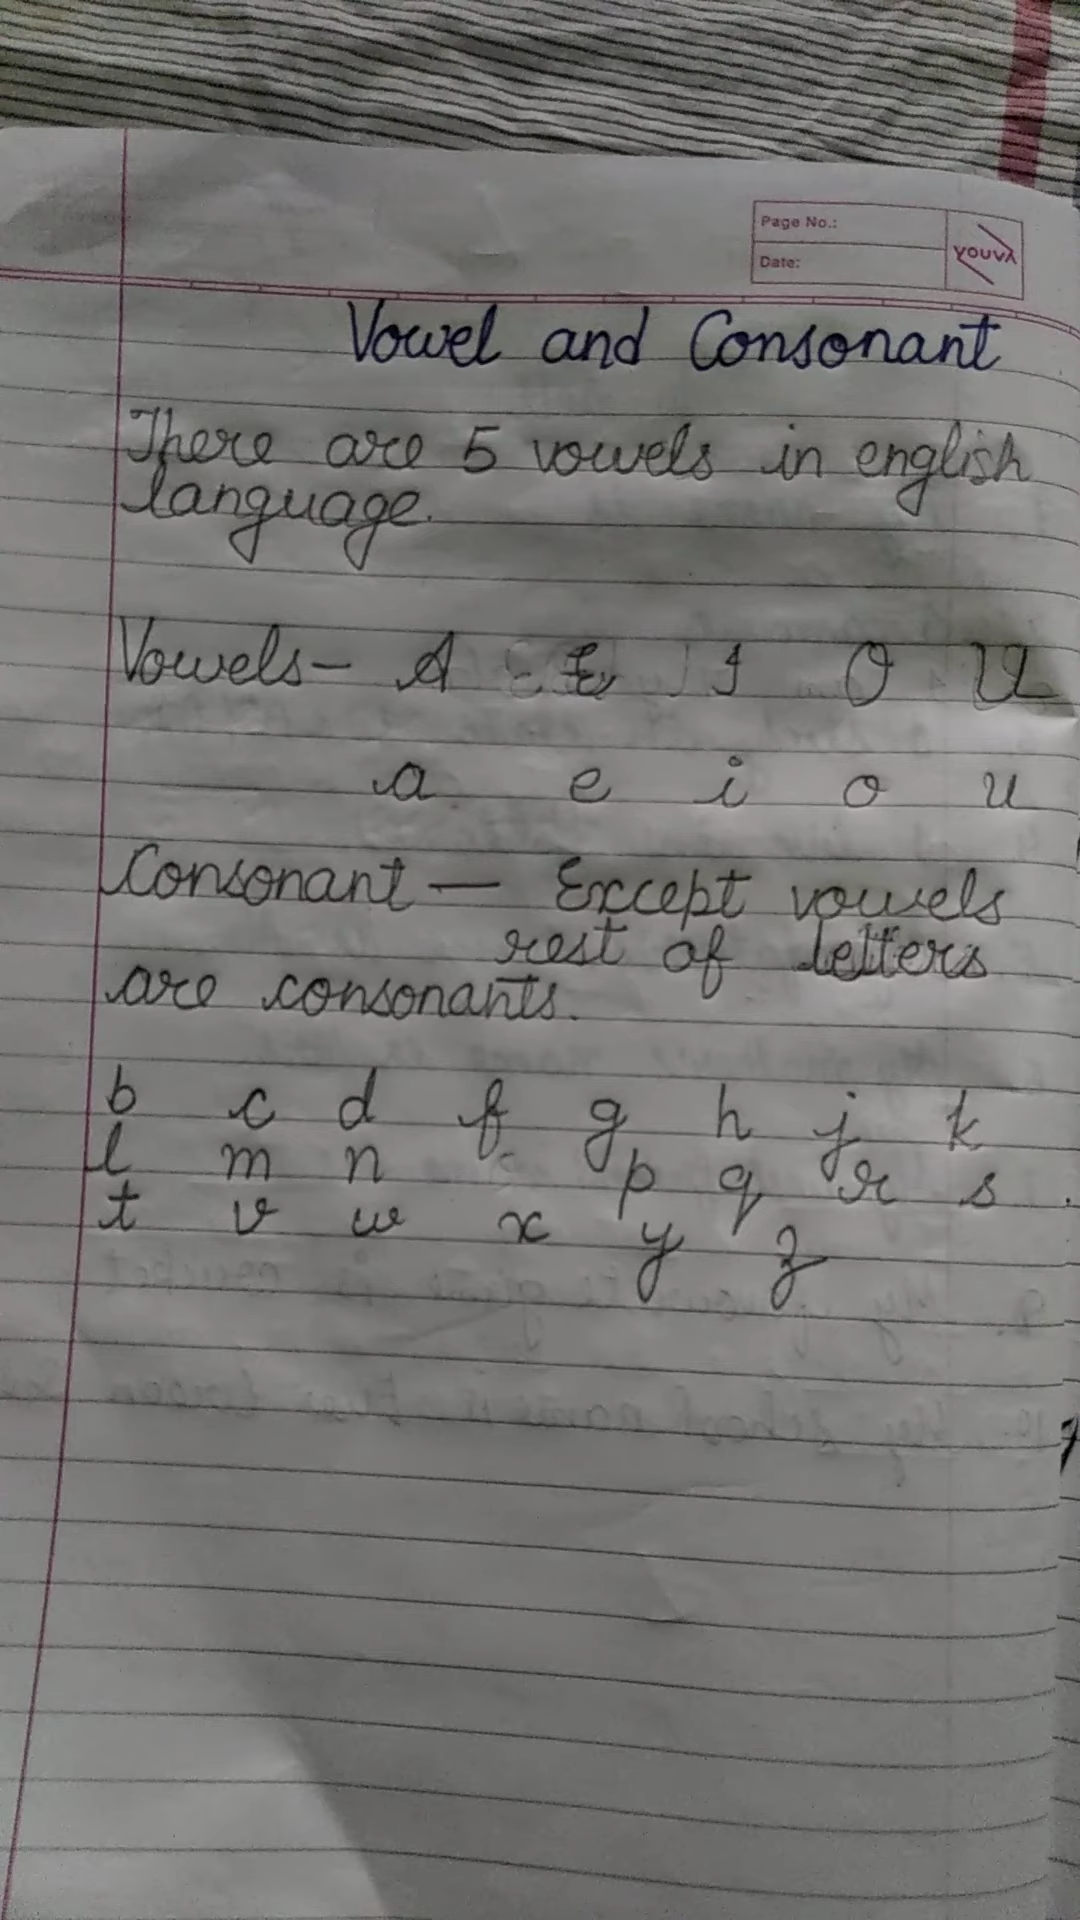 Page No.:
Date:
YOUVA
Vowel and Consonant
There are 5 vowels in english
language.
Vowels- A E I O U
a e i o u
Consonant — Except vowels
rest of letters
are consonants.
b c d f g h j k
l m n p q r s
t v w x y z